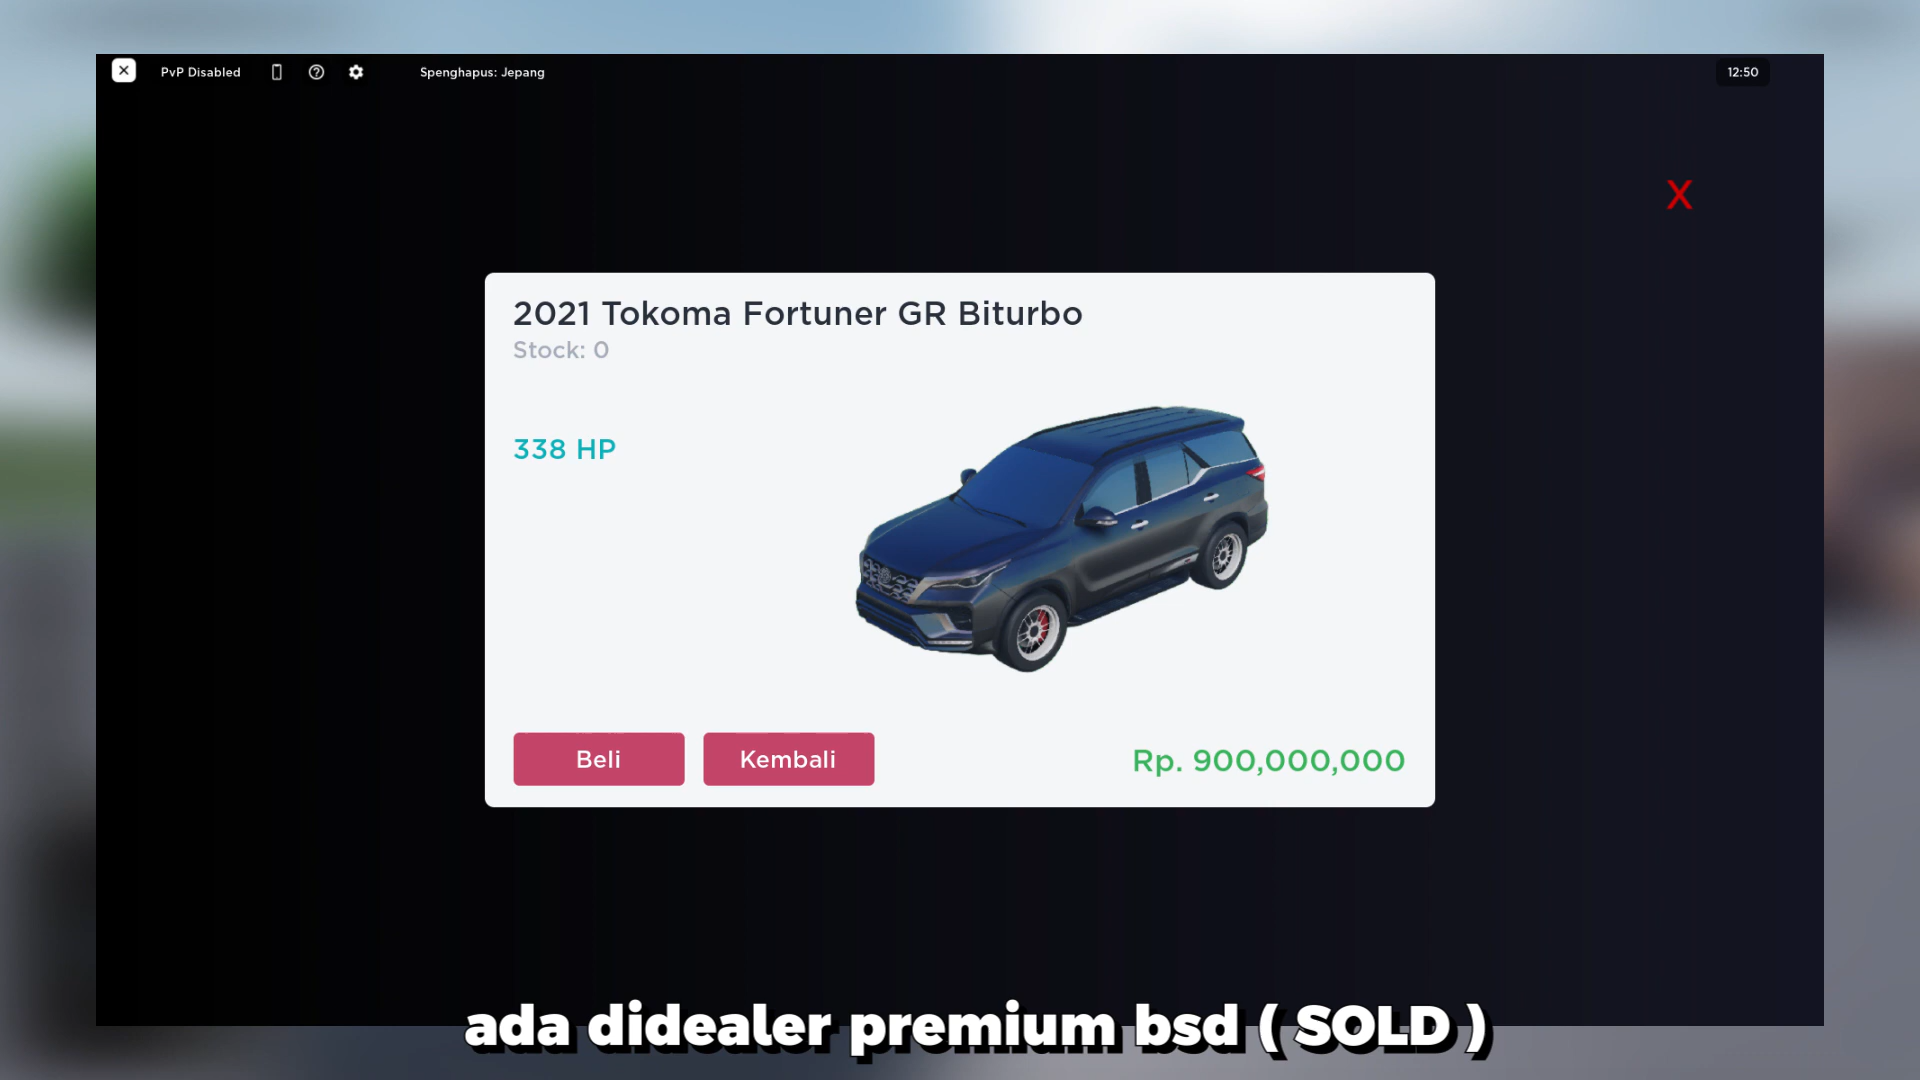 PvP Disabled
Spenghapus: Jepang
12:50
X
2021 Tokoma Fortuner GR Biturbo
Stock: 0
338 HP
Beli
Kembali
Rp. 900,000,000
ada didealer premium bsd ( SOLD )